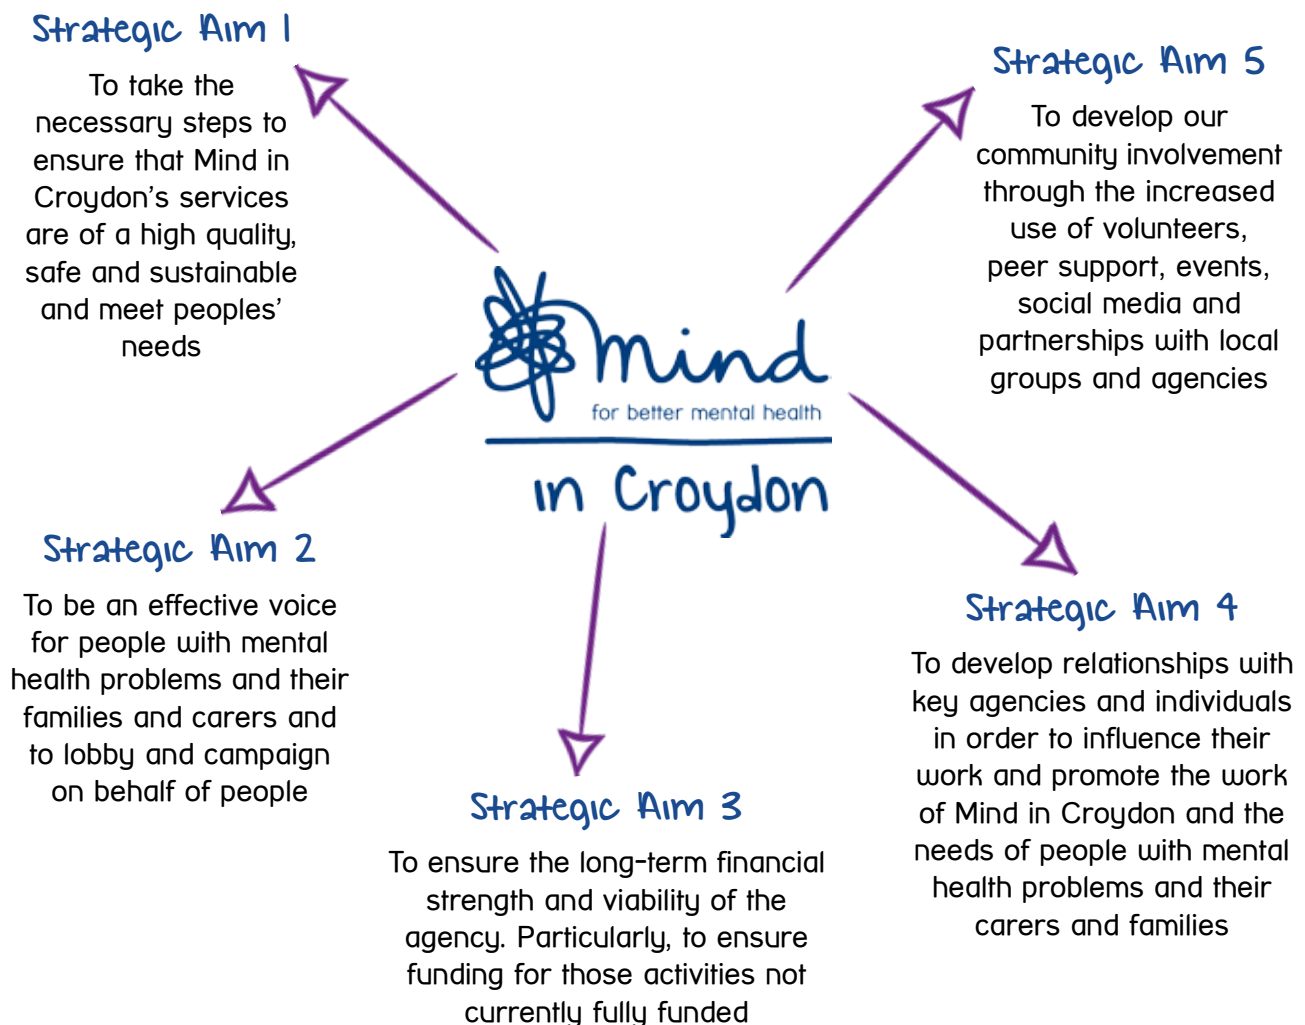 Strategic Aim 1
To take the
necessary steps to
ensure that Mind in
Croydon's services
are of a high quality,
safe and sustainable
and meet peoples'
needs
Strategic Aim 5
To develop our
community involvement
through the increased
use of volunteers,
peer support, events,
social media and
partnerships with local
groups and agencies
mind
for better mental health
in Croydon
Strategic Aim 2
To be an effective voice
for people with mental
health problems and their
families and carers and
to lobby and campaign
on behalf of people
Strategic Aim 3
To ensure the long-term financial
strength and viability of the
agency. Particularly, to ensure
funding for those activities not
currently fully funded
Strategic Aim 4
To develop relationships with
key agencies and individuals
in order to influence their
work and promote the work
of Mind in Croydon and the
needs of people with mental
health problems and their
carers and families